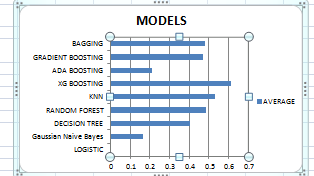 MODELS
BAGGING
GRADIENT BOOSTING
ADA BOOSTING
XG BOOSTING
KNN
RANDOM FOREST
DECISION TREE
Gaussian Naïve Bayes
LOGISTIC
AVERAGE
0 0.1 0.2 0.3 0.4 0.5 0.6 0.7